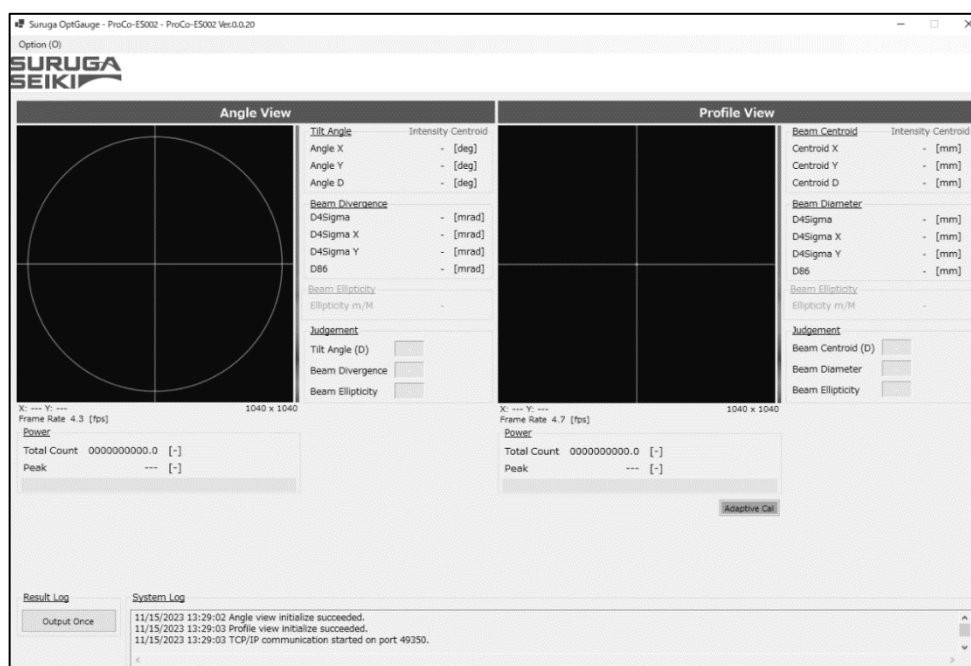 Suruga OptGauge - ProCo-E5002 - ProCo-E5002 Ver.0.0.20
Option (O)
SURUGA
SEIKI
Angle View
Tilt Angle Intensity Centroid
Angle X - [deg]
Angle Y - [deg]
Angle D - [deg]
Beam Divergence
D4Sigma - [mrad]
D4Sigma X - [mrad]
D4Sigma Y - [mrad]
D86 - [mrad]
Beam Ellipticity
Ellipticity m/M -
Judgement
Tilt Angle (D) -
Beam Divergence -
Beam Ellipticity -
X: --- Y: --- 1040 x 1040
Frame Rate 4.3 [fps]
Power
Total Count 0000000000.0 [-]
Peak --- [-]
Profile View
Beam Centroid Intensity Centroid
Centroid X - [mm]
Centroid Y - [mm]
Centroid D - [mm]
Beam Diameter
D4Sigma - [mm]
D4Sigma X - [mm]
D4Sigma Y - [mm]
D86 - [mm]
Beam Ellipticity
Ellipticity m/M -
Judgement
Beam Centroid (D) -
Beam Diameter -
Beam Ellipticity -
X: --- Y: --- 1040 x 1040
Frame Rate 4.7 [fps]
Power
Total Count 0000000000.0 [-]
Peak --- [-]
Adaptive Cal
Result Log
Output Once
System Log
11/15/2023 13:29:02 Angle view initialize succeeded.
11/15/2023 13:29:03 Profile view initialize succeeded.
11/15/2023 13:29:03 TCP/IP communication started on port 49350.